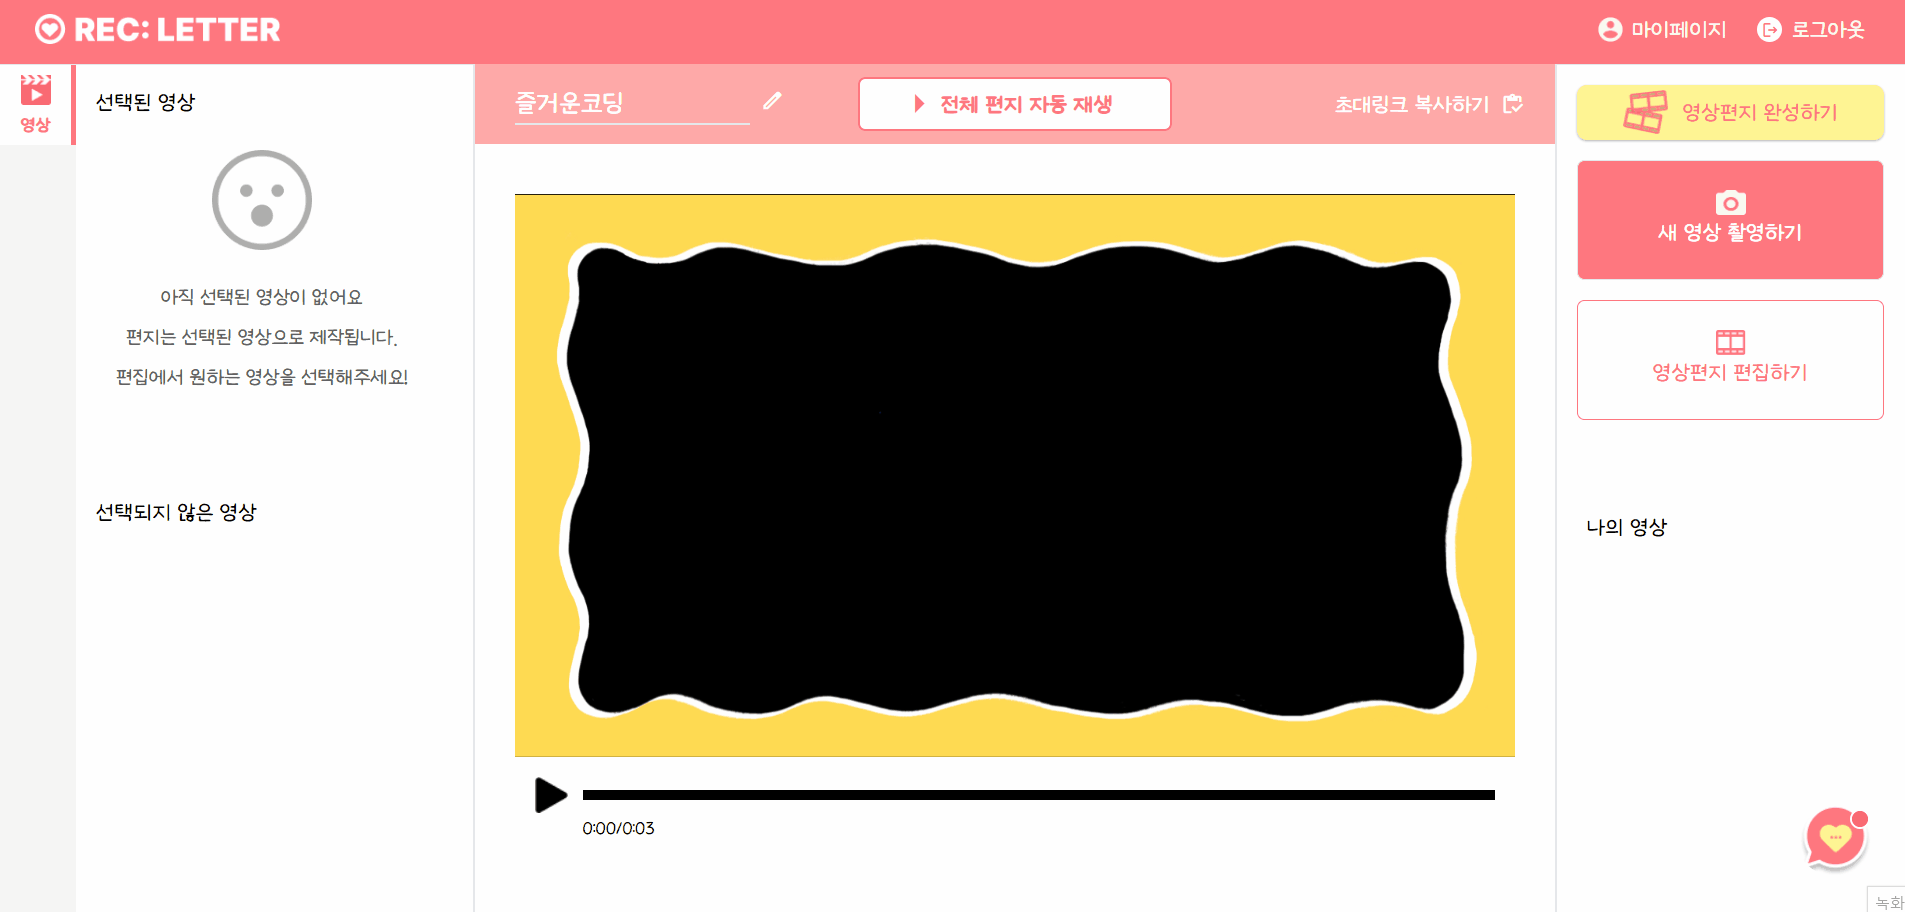 REC: LETTER
마이페이지
로그아웃
영상
선택된 영상
아직 선택된 영상이 없어요
편지는 선택된 영상으로 제작됩니다.
편집에서 원하는 영상을 선택해주세요!
선택되지 않은 영상
즐거운코딩
전체 편지 자동 재생
초대링크 복사하기
0:00/0:03
영상편지 완성하기
새 영상 촬영하기
영상편지 편집하기
나의 영상
녹화